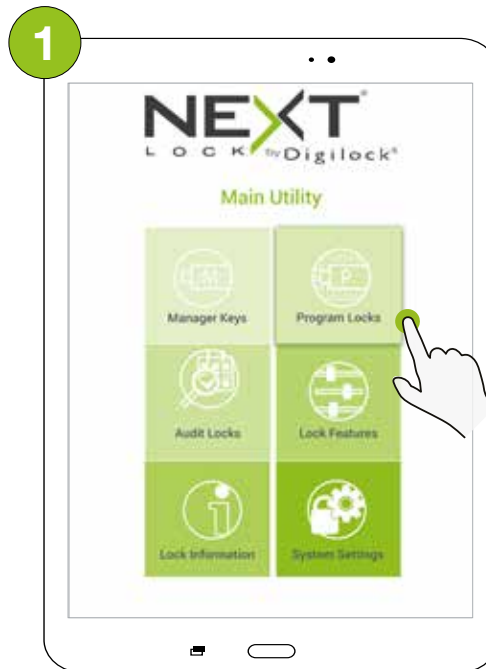 1
NEXT®
LOCK by Digilock®
Main Utility
Manager Keys
Program Locks
M
P
Audit Locks
Lock Features
i
Lock Information
System Settings